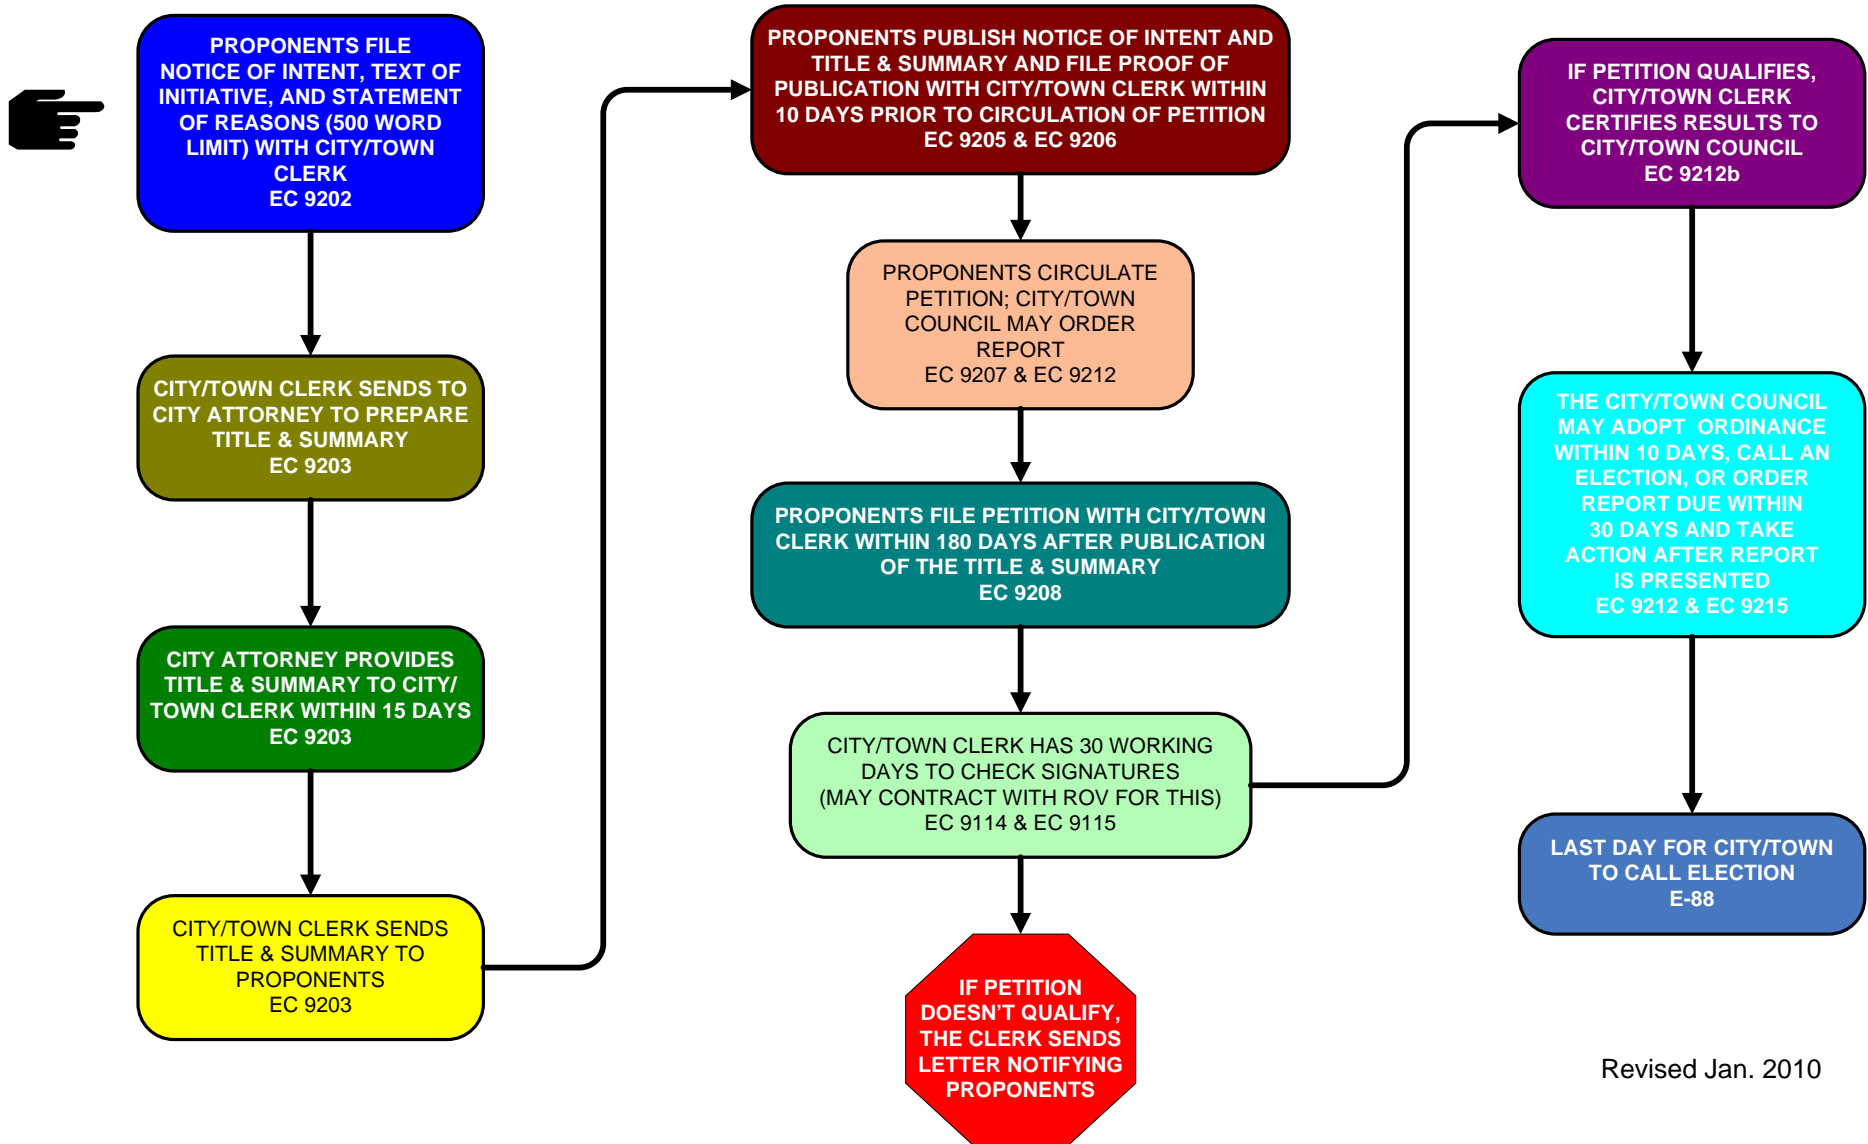 PROPONENTS FILE
NOTICE OF INTENT, TEXT OF
INITIATIVE, AND STATEMENT
OF REASONS (500 WORD
LIMIT) WITH CITY/TOWN
CLERK
EC 9202
CITY/TOWN CLERK SENDS TO
CITY ATTORNEY TO PREPARE
TITLE & SUMMARY
EC 9203
CITY ATTORNEY PROVIDES
TITLE & SUMMARY TO CITY/
TOWN CLERK WITHIN 15 DAYS
EC 9203
CITY/TOWN CLERK SENDS
TITLE & SUMMARY TO
PROPONENTS
EC 9203
PROPONENTS PUBLISH NOTICE OF INTENT AND
TITLE & SUMMARY AND FILE PROOF OF
PUBLICATION WITH CITY/TOWN CLERK WITHIN
10 DAYS PRIOR TO CIRCULATION OF PETITION
EC 9205 & EC 9206
PROPONENTS CIRCULATE
PETITION; CITY/TOWN
COUNCIL MAY ORDER
REPORT
EC 9207 & EC 9212
PROPONENTS FILE PETITION WITH CITY/TOWN
CLERK WITHIN 180 DAYS AFTER PUBLICATION
OF THE TITLE & SUMMARY
EC 9208
CITY/TOWN CLERK HAS 30 WORKING
DAYS TO CHECK SIGNATURES
(MAY CONTRACT WITH ROV FOR THIS)
EC 9114 & EC 9115
IF PETITION
DOESN'T QUALIFY,
THE CLERK SENDS
LETTER NOTIFYING
PROPONENTS
IF PETITION QUALIFIES,
CITY/TOWN CLERK
CERTIFIES RESULTS TO
CITY/TOWN COUNCIL
EC 9212b
THE CITY/TOWN COUNCIL
MAY ADOPT ORDINANCE
WITHIN 10 DAYS, CALL AN
ELECTION, OR ORDER
REPORT DUE WITHIN
30 DAYS AND TAKE
ACTION AFTER REPORT
IS PRESENTED
EC 9212 & EC 9215
LAST DAY FOR CITY/TOWN
TO CALL ELECTION
E-88
Revised Jan. 2010